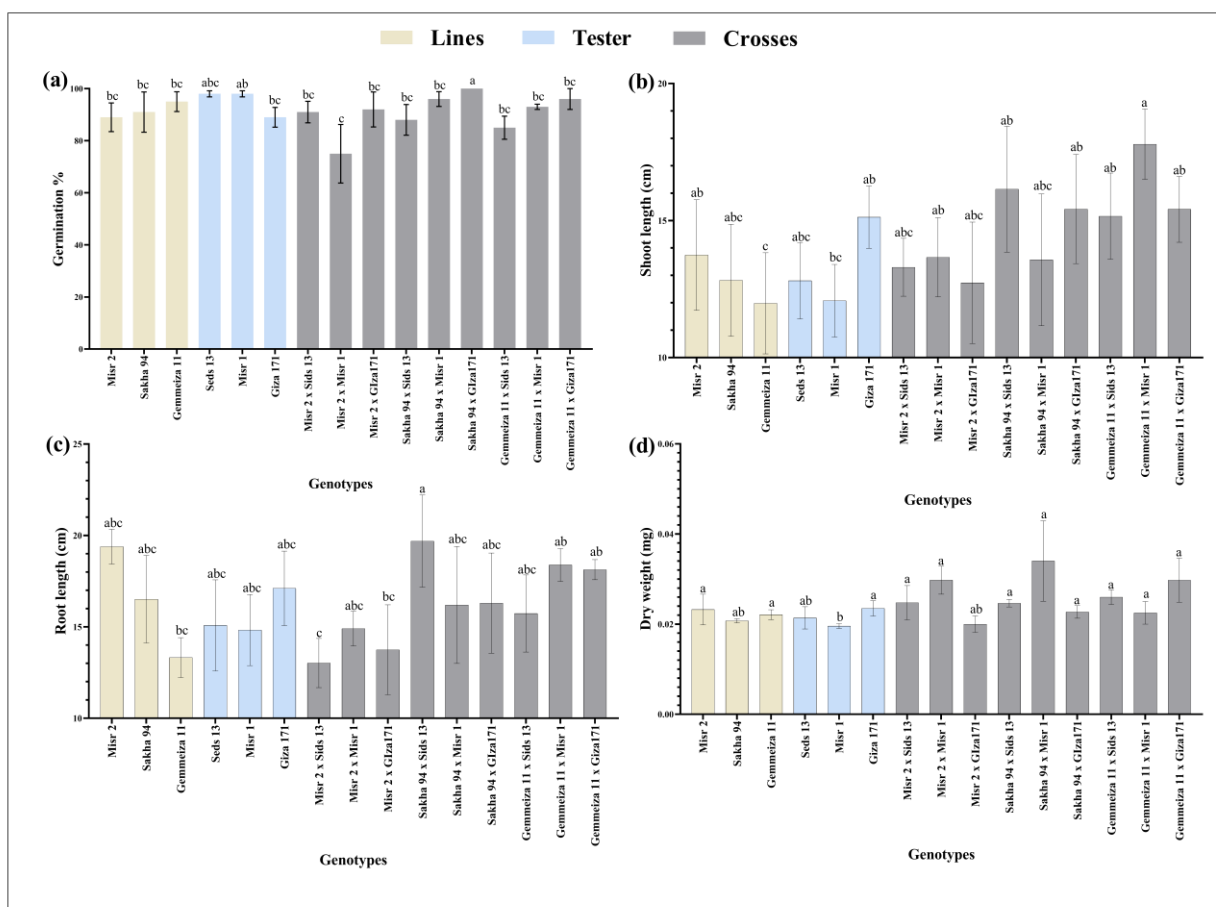 Lines Tester Crosses
(a)
Germination %
100
80
60
40
20
0
bc bc bc abc ab bc bc c bc bc bc a bc bc bc
Misr 2
Sakha 94
Gemmeiza 11
Seds 13
Misr 1
Giza 171
Misr 2 x Sids 13
Misr 2 x Misr 1
Misr 2 x GIza171
Sakha 94 x Sids 13
Sakha 94 x Misr 1
Sakha 94 x GIza171
Gemmeiza 11 x Sids 13
Gemmeiza 11 x Misr 1
Gemmeiza 11 x Giza171
Genotypes
(b)
Shoot length (cm)
20
15
10
ab abc c abc bc ab abc ab abc ab abc ab ab a ab
Misr 2
Sakha 94
Gemmeiza 11
Seds 13
Misr 1
Giza 171
Misr 2 x Sids 13
Misr 2 x Misr 1
Misr 2 x GIza171
Sakha 94 x Sids 13
Sakha 94 x Misr 1
Sakha 94 x GIza171
Gemmeiza 11 x Sids 13
Gemmeiza 11 x Misr 1
Gemmeiza 11 x Giza171
Genotypes
(c)
Root length (cm)
25
20
15
10
abc abc bc abc abc abc c abc bc a abc abc abc ab ab
Misr 2
Sakha 94
Gemmeiza 11
Seds 13
Misr 1
Giza 171
Misr 2 x Sids 13
Misr 2 x Misr 1
Misr 2 x GIza171
Sakha 94 x Sids 13
Sakha 94 x Misr 1
Sakha 94 x GIza171
Gemmeiza 11 x Sids 13
Gemmeiza 11 x Misr 1
Gemmeiza 11 x Giza171
Genotypes
(d)
Dry weight (mg)
0.06
0.04
0.02
0.00
a ab a ab b a a a ab a a a a a a
Misr 2
Sakha 94
Gemmeiza 11
Seds 13
Misr 1
Giza 171
Misr 2 x Sids 13
Misr 2 x Misr 1
Misr 2 x GIza171
Sakha 94 x Sids 13
Sakha 94 x Misr 1
Sakha 94 x GIza171
Gemmeiza 11 x Sids 13
Gemmeiza 11 x Misr 1
Gemmeiza 11 x Giza171
Genotypes